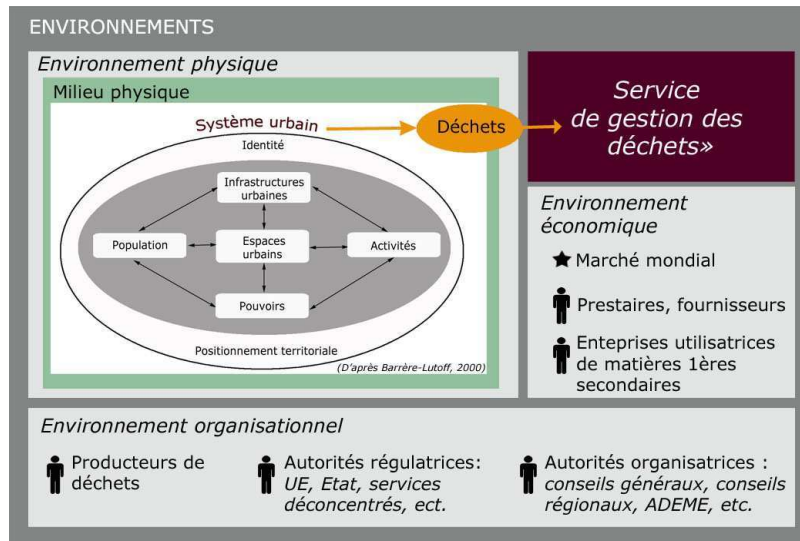 ENVIRONNEMENTS
Environnement physique
Milieu physique
Système urbain
Déchets
Identité
Infrastructures
urbaines
Population
Espaces
urbains
Activités
Pouvoirs
Positionnement territoriale
(D'après Barrère-Lutoff, 2000)
Service
de gestion des
déchets»
Environnement
économique
Marché mondial
Prestaires, fournisseurs
Enteprises utilisatrices
de matières 1ères
secondaires
Environnement organisationnel
Producteurs de
déchets
Autorités régulatrices:
UE, Etat, services
déconcentrés, ect.
Autorités organisatrices :
conseils généraux, conseils
régionaux, ADEME, etc.